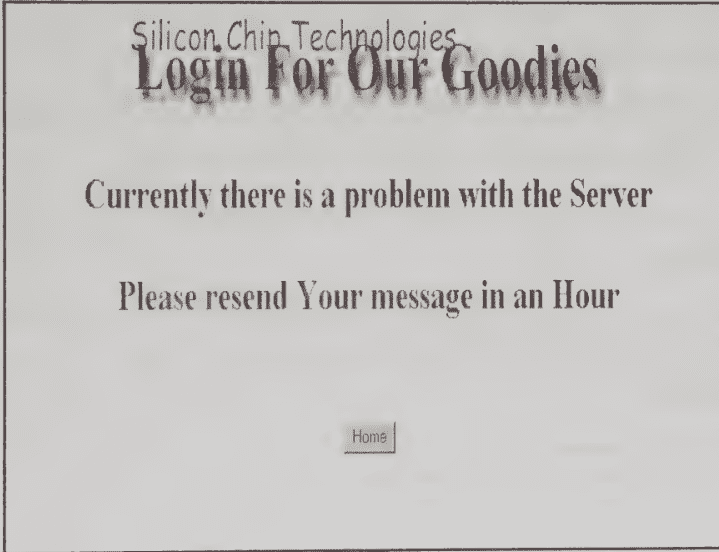 Silicon Chip Technologies
Login For Our Goodies
Currently there is a problem with the Server
Please resend Your message in an Hour
Home